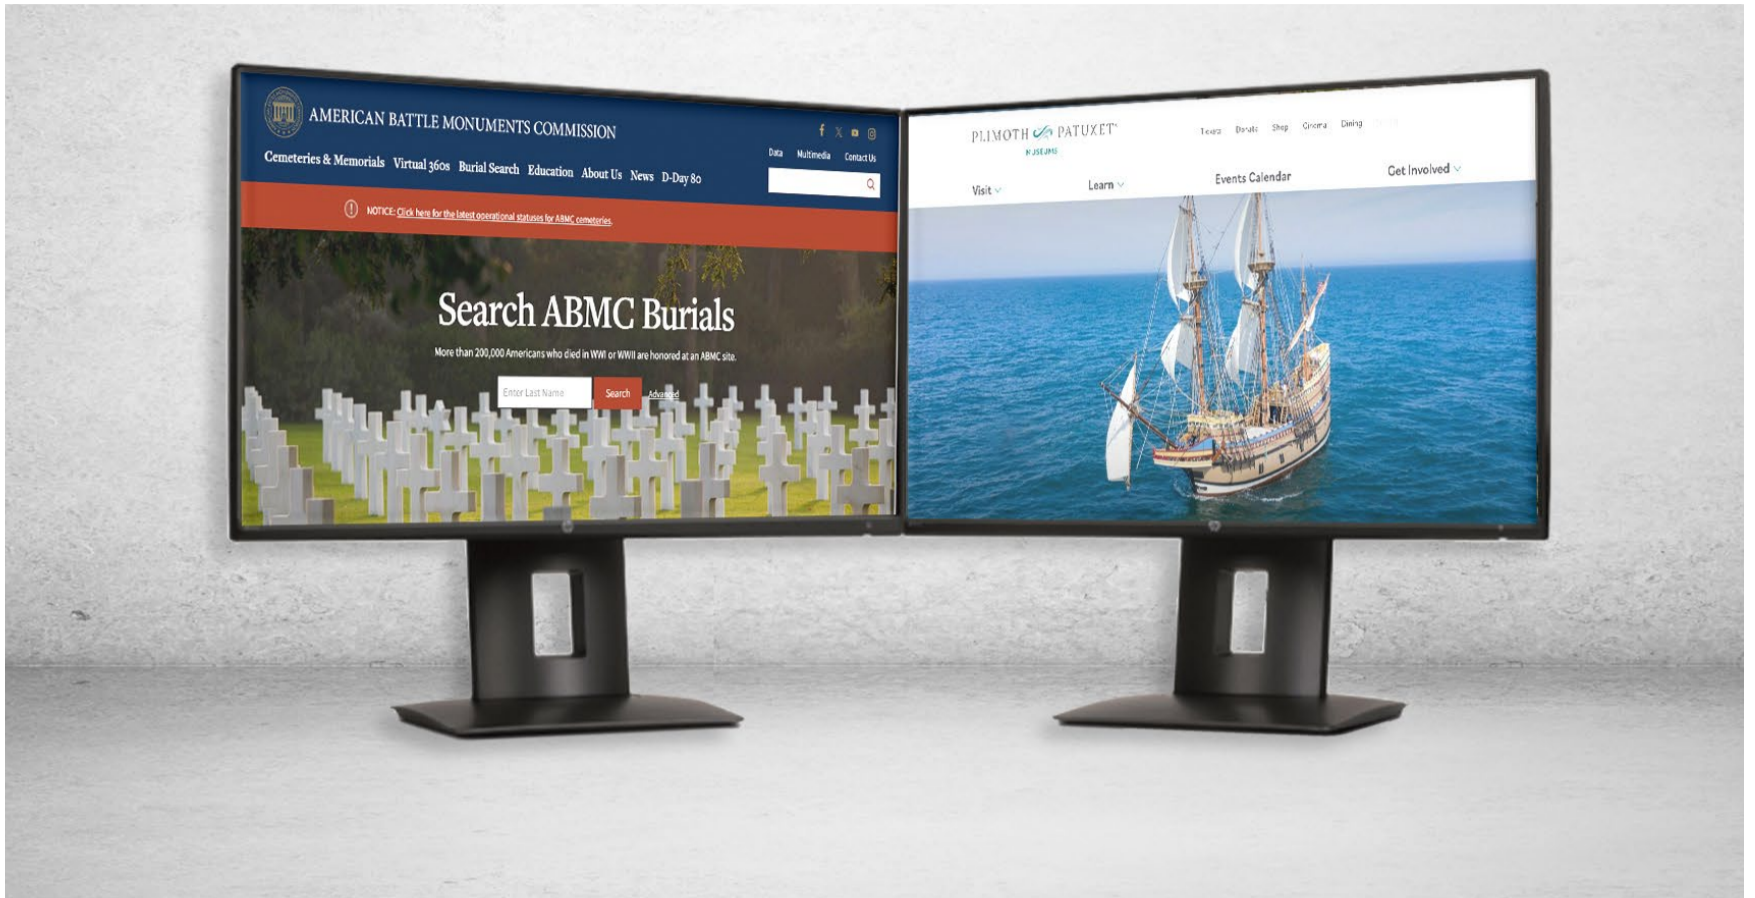 AMERICAN BATTLE MONUMENTS COMMISSION
Data Multimedia Contact Us
Cemeteries & Memorials Virtual 360s Burial Search Education About Us News D-Day 80
NOTICE: Click here for the latest operational statuses for ABMC cemeteries.
Search ABMC Burials
More than 200,000 Americans who died in WWI or WWII are honored at an ABMC site.
Enter Last Name Search Advanced
PLIMOTH PATUXET
MUSEUMS
Donate Shop Cinema Dining
Visit Learn Events Calendar Get Involved